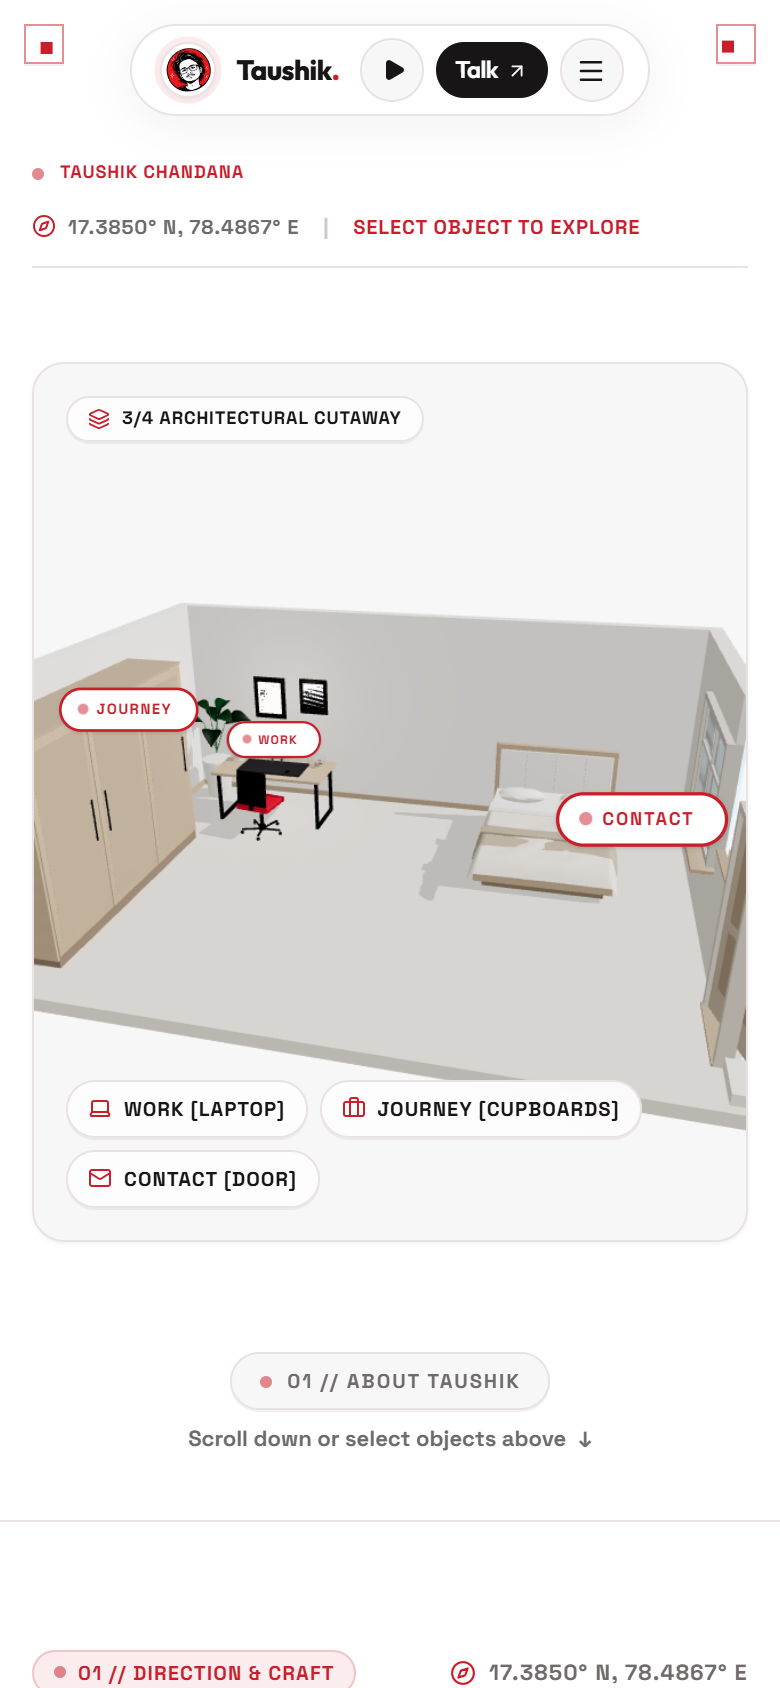 Taushik.
Talk
TAUSHIK CHANDANA
17.3850° N, 78.4867° E | SELECT OBJECT TO EXPLORE
3/4 ARCHITECTURAL CUTAWAY
JOURNEY
WORK
CONTACT
WORK [LAPTOP]
JOURNEY [CUPBOARDS]
CONTACT [DOOR]
01 // ABOUT TAUSHIK
Scroll down or select objects above ↓
01 // DIRECTION & CRAFT
17.3850° N, 78.4867° E